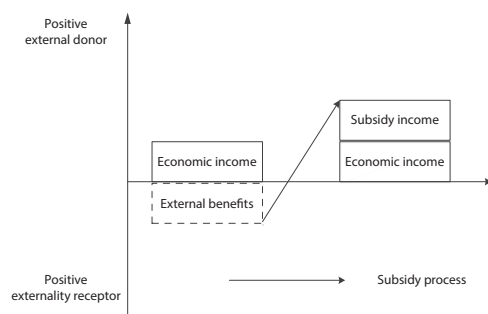 Positive
external donor
Subsidy income
Economic income
Economic income
External benefits
Positive
externality receptor
Subsidy process